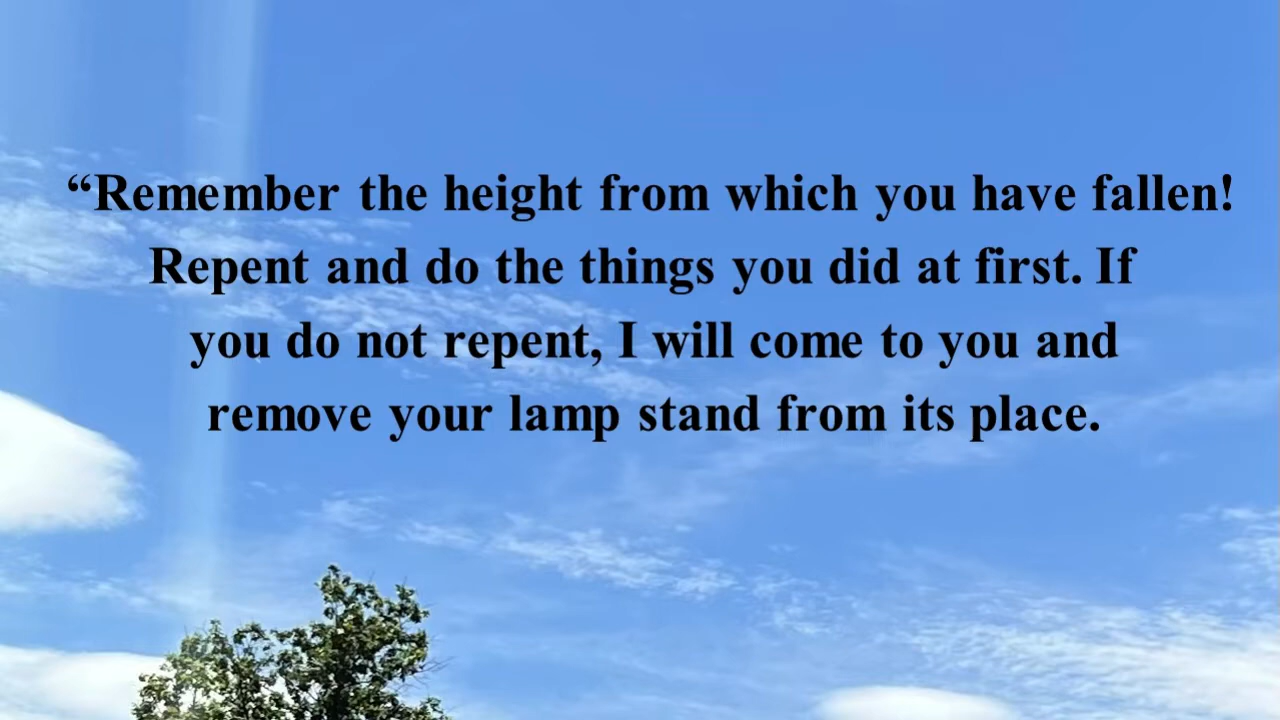 “Remember the height from which you have fallen!
Repent and do the things you did at first. If
you do not repent, I will come to you and
remove your lamp stand from its place.